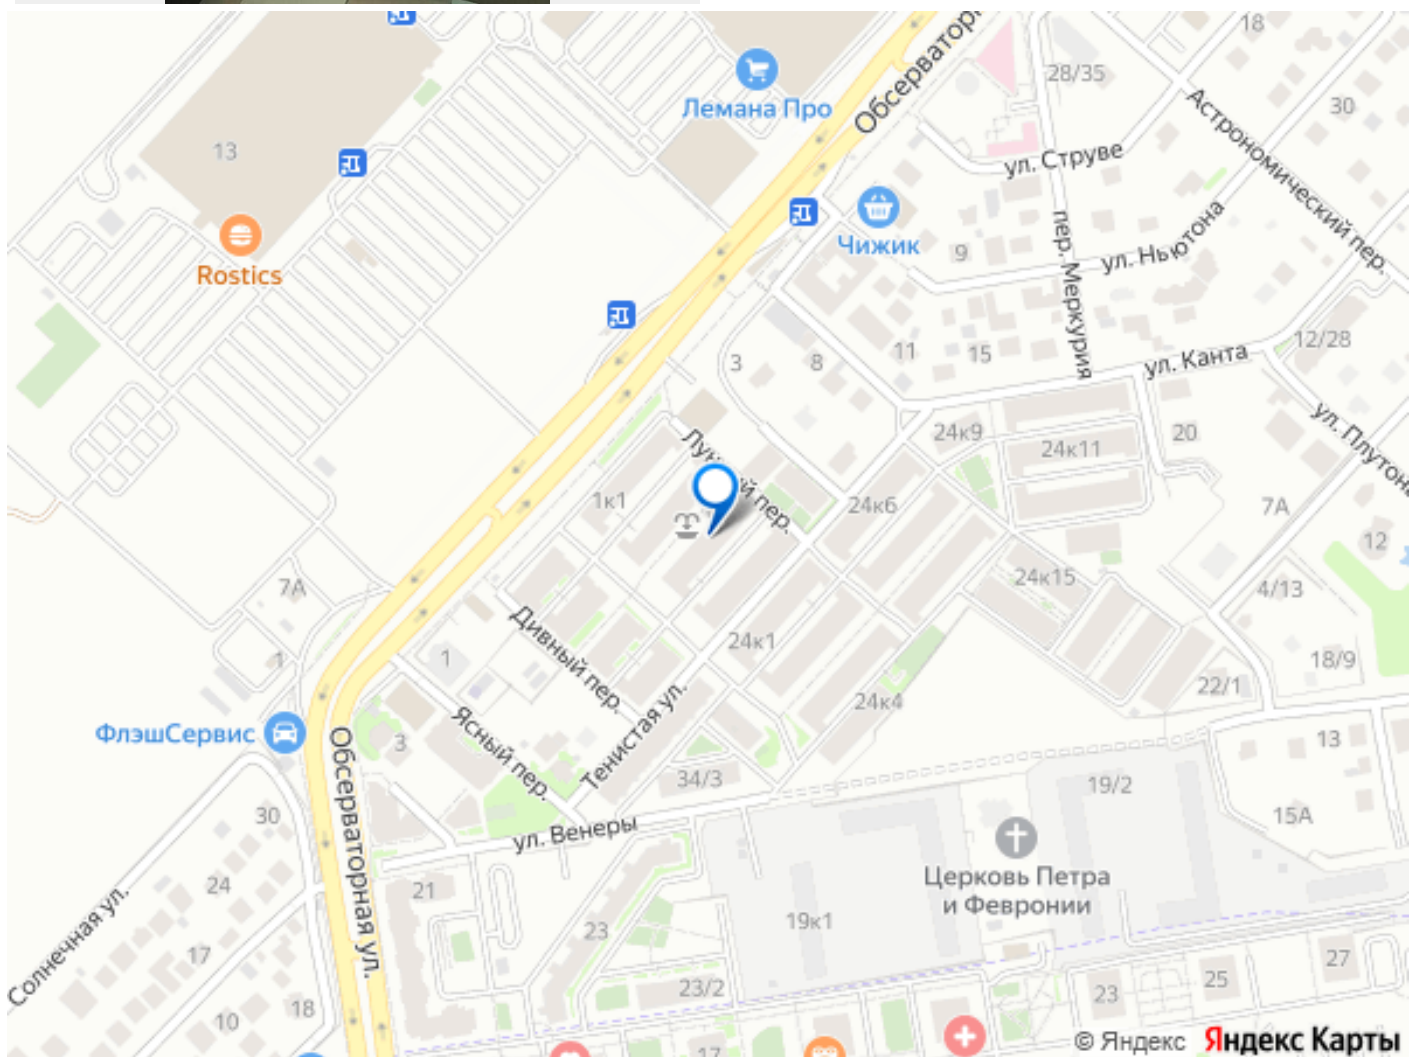 Обсерваторн
18
28/35
30
Лемана Про
Астрономический пер.
13
ул. Струве
Чижик
9
ул. Ньютона
пер. Меркурия
Rostics
11
15
3
8
12/28
ул. Канта
24к9
20
24к11
ул. Плутона
Лунный пер.
1к1
24к6
7А
12
24к15
7А
4/13
Дивный пер.
24к1
1
1
18/9
22/1
24к4
ФлэшСервис
3
Ясный пер.
Тенистая ул.
13
34/3
19/2
Обсерваторная ул.
30
ул. Венеры
15А
Церковь Петра
и Февронии
24
21
19к1
23
Солнечная ул.
17
27
25
23/2
23
18
10
17
© Яндекс Яндекс Карты